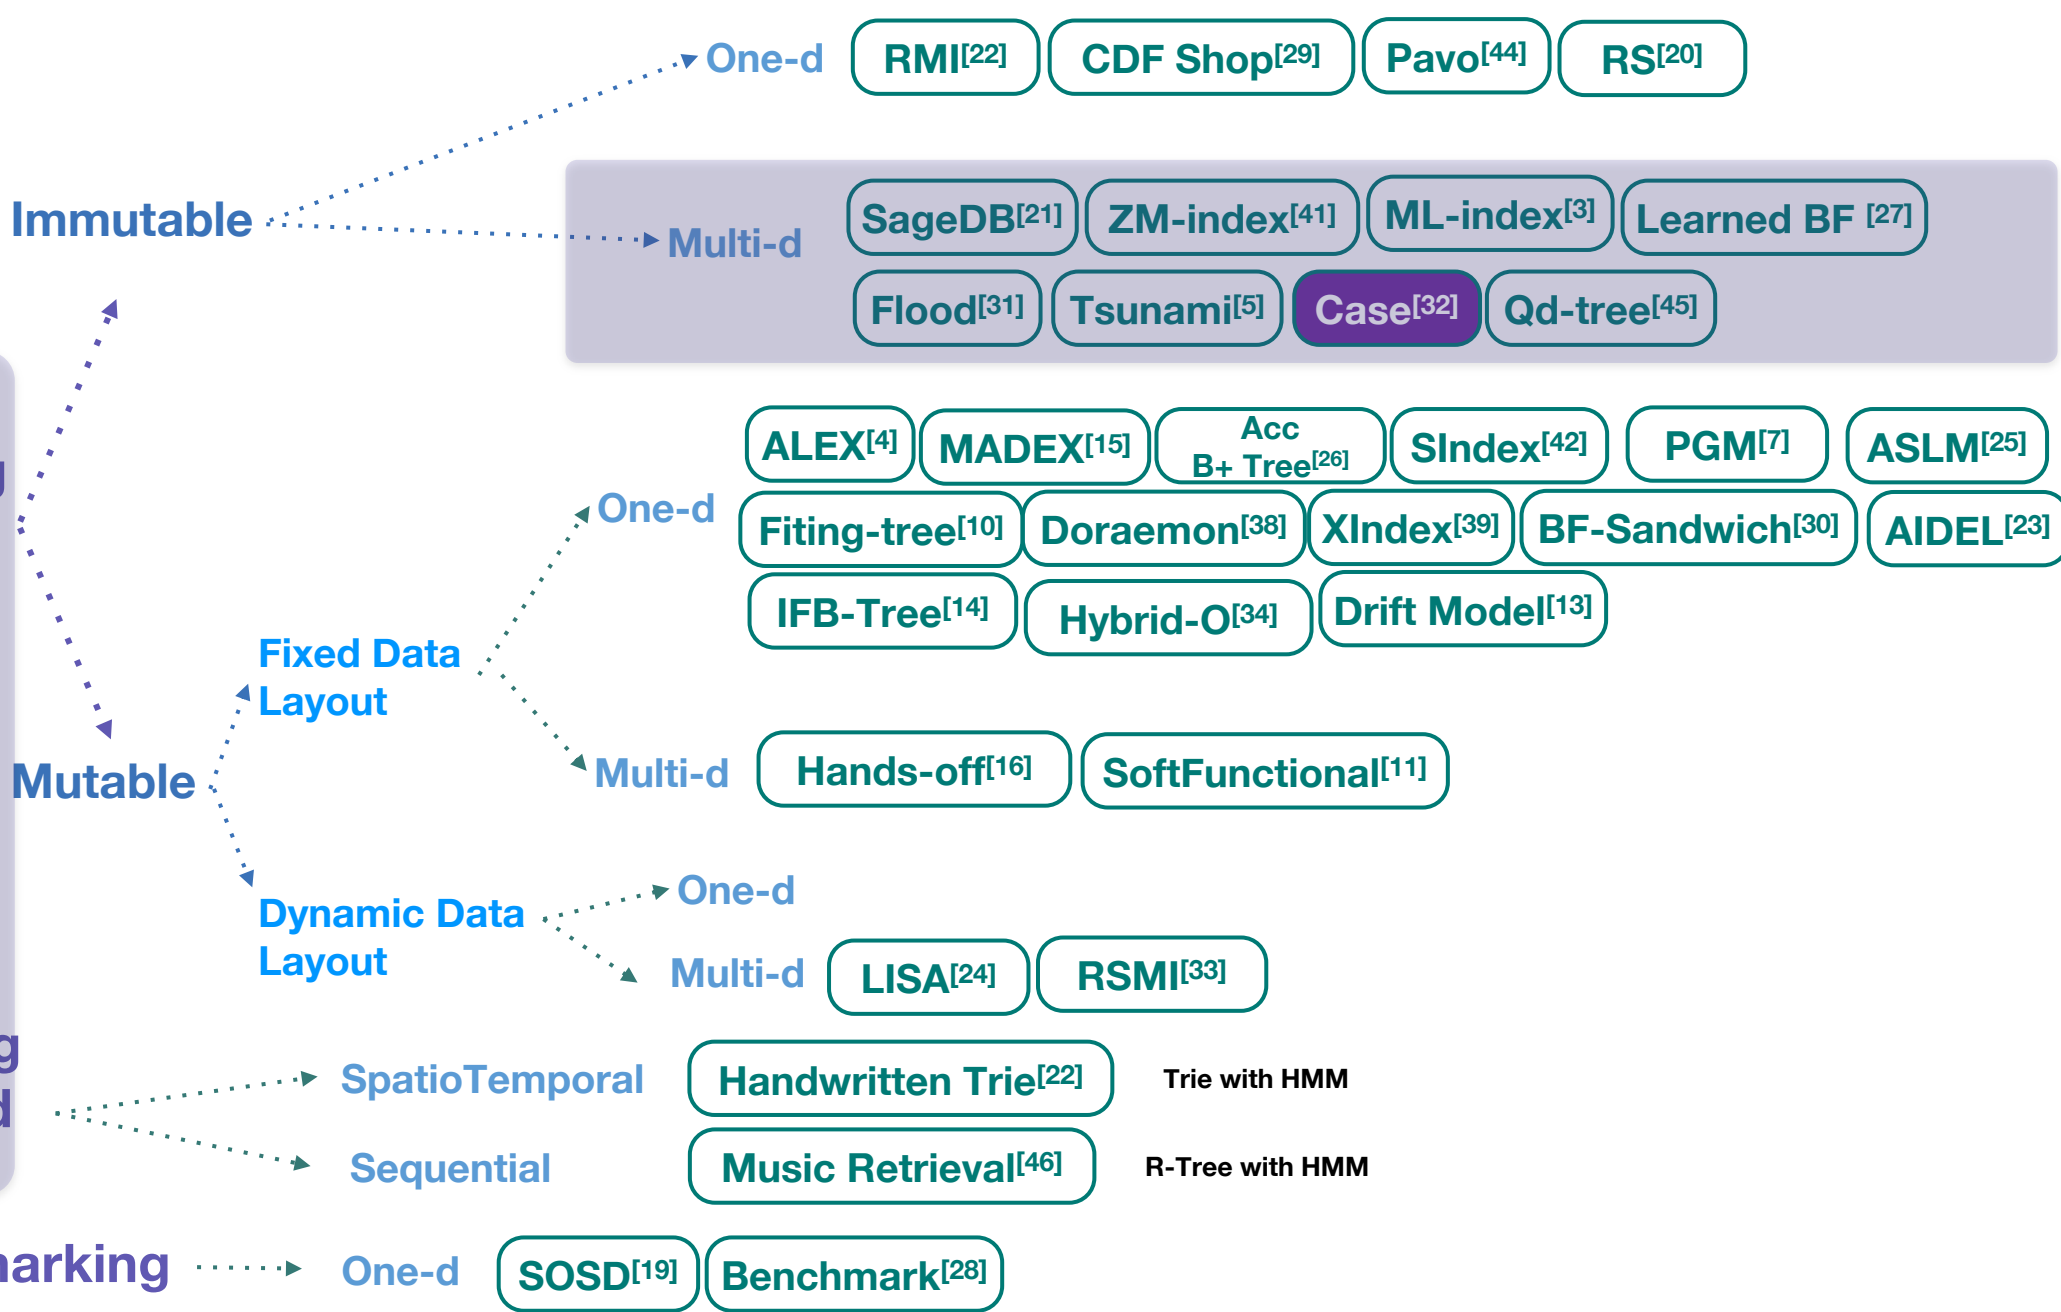 One-d RMI[22] CDF Shop[29] Pavo[44] RS[20]
Immutable
Multi-d
SageDB[21] ZM-index[41] ML-index[3] Learned BF [27]
Flood[31] Tsunami[5] Case[32] Qd-tree[45]
ALEX[4] MADEX[15] Acc B+ Tree[26] SIndex[42] PGM[7] ASLM[25]
One-d
Fiting-tree[10] Doraemon[38] XIndex[39] BF-Sandwich[30] AIDEL[23]
IFB-Tree[14] Hybrid-O[34] Drift Model[13]
Fixed Data
Layout
Mutable
Multi-d Hands-off[16] SoftFunctional[11]
One-d
Dynamic Data
Layout
Multi-d LISA[24] RSMI[33]
SpatioTemporal Handwritten Trie[22] Trie with HMM
Sequential Music Retrieval[46] R-Tree with HMM
arking One-d SOSD[19] Benchmark[28]